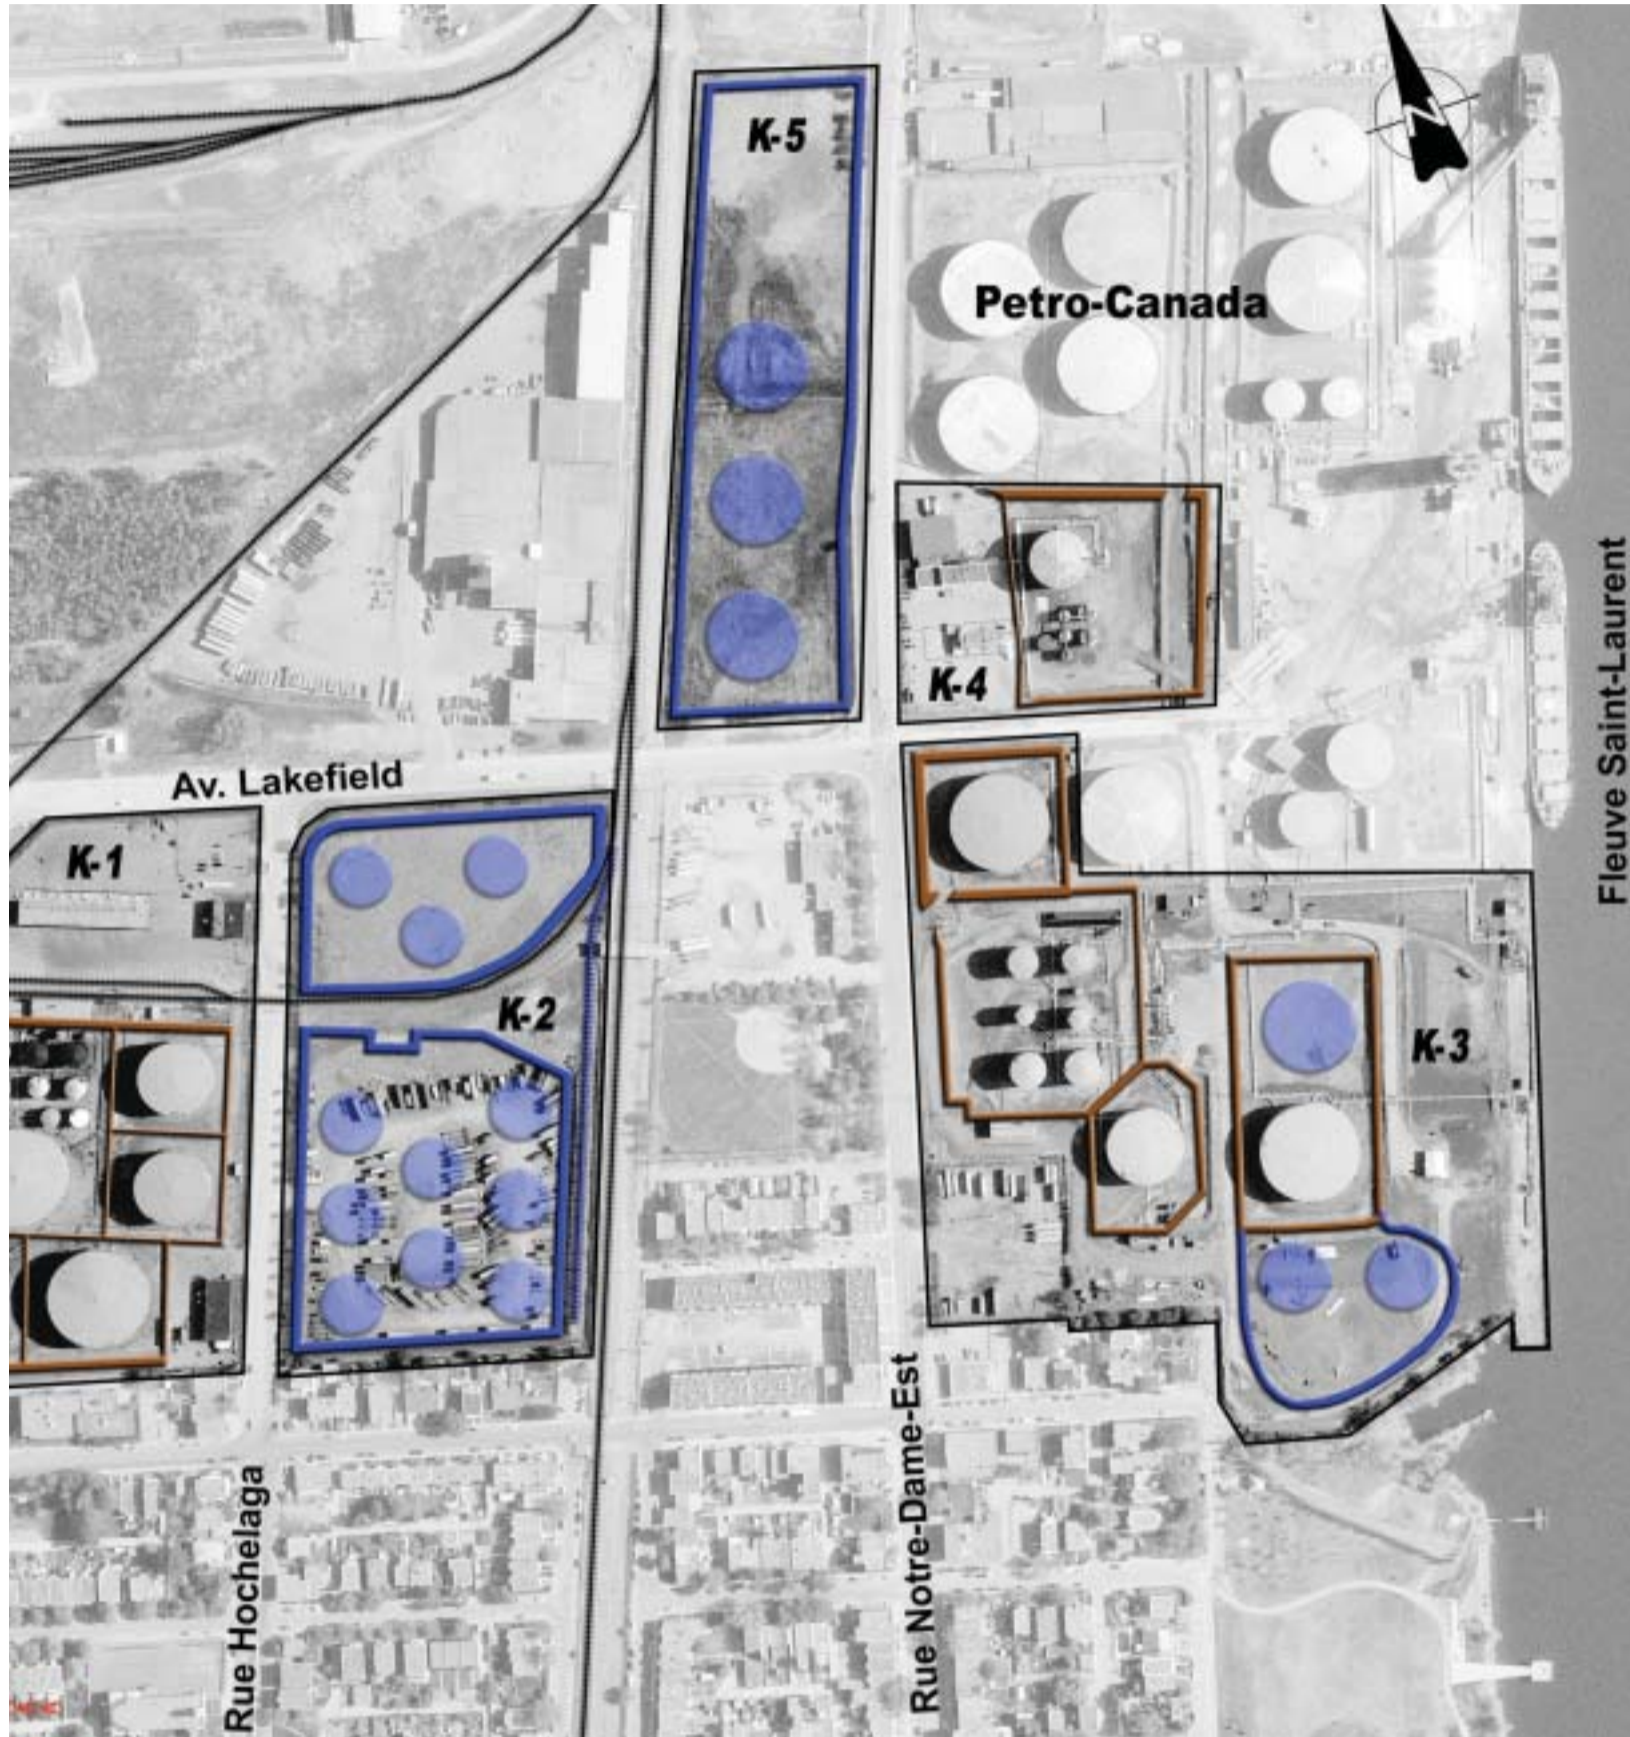 K-5
N
Petro-Canada
K-4
Fleuve Saint-Laurent
Av. Lakefield
K-1
K-2
K-3
Rue Hochelaga
Rue Notre-Dame-Est